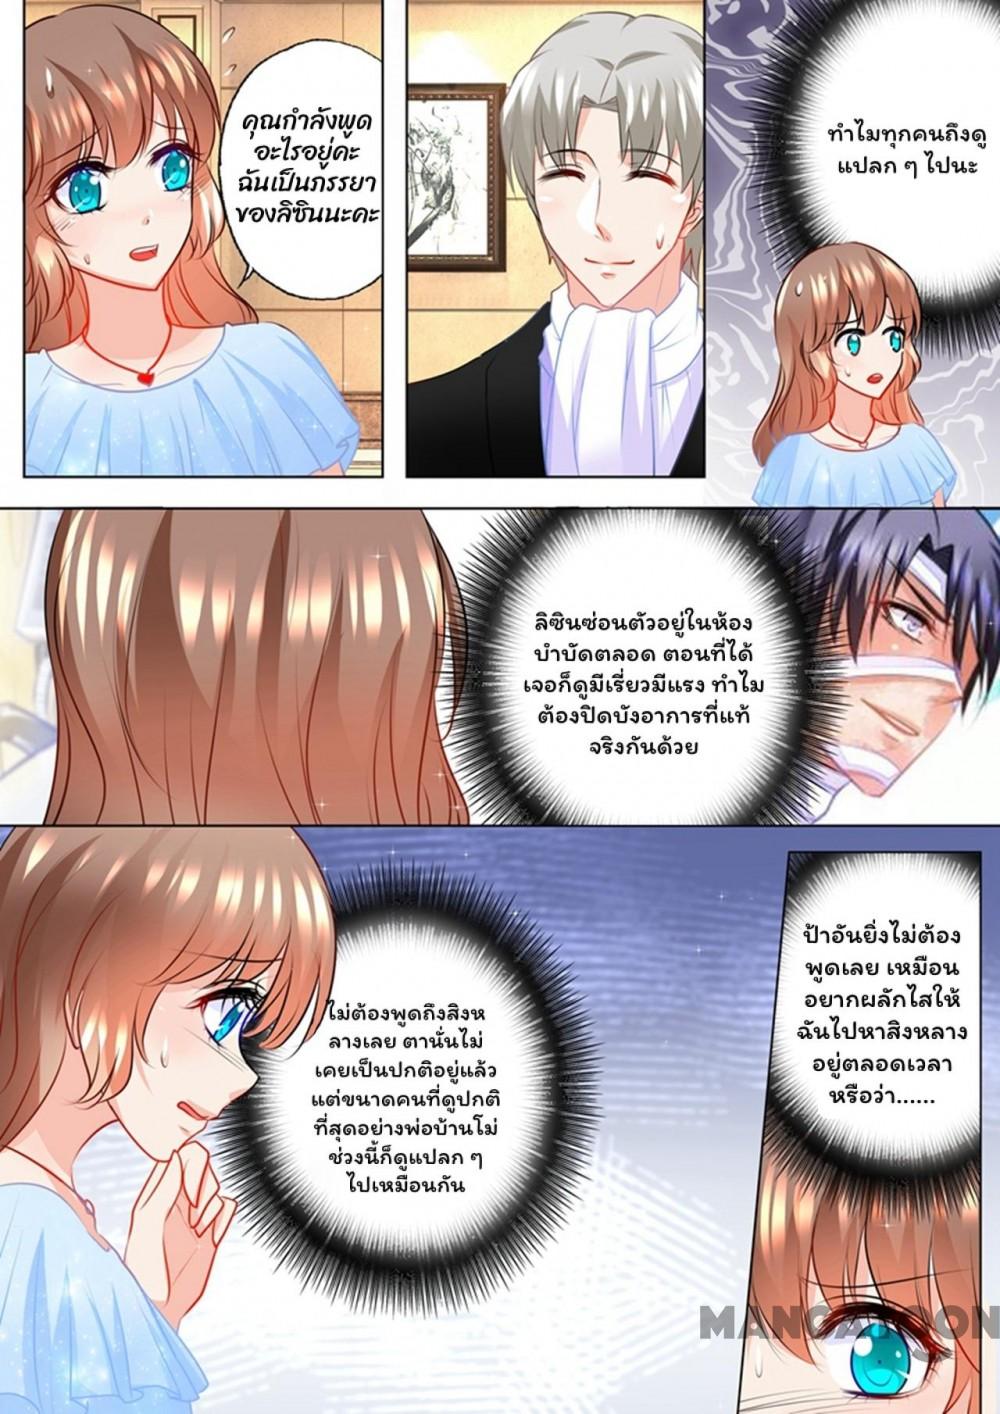 คุณกำลังพูด
อะไรอยู่คะ
ฉันเป็นภรรยา
ของลิซินนะคะ
ทำไมทุกคนถึงดู
แปลก ๆ ไปนะ
ลิซินซ่อนตัวอยู่ในห้อง
บำบัดตลอด ตอนที่ได้
เจอก็ดูมีเรี่ยวมีแรง ทำไม
ต้องปิดบังอาการที่แท้
จริงกันด้วย
ไม่ต้องพูดถึงสิงห
ลางเลย ตานั่นไม่
เคยเป็นปกติอยู่แล้ว
แต่ขนาดคนที่ดูปกติ
ที่สุดอย่างพ่อบ้านโม่
ช่วงนี้ก็ดูแปลก ๆ
ไปเหมือนกัน
ป้าอันยิ่งไม่ต้อง
พูดเลย เหมือน
อยากผลักไสให้
ฉันไปหาสิงหลาง
อยู่ตลอดเวลา
หรือว่า......
MANGATOON